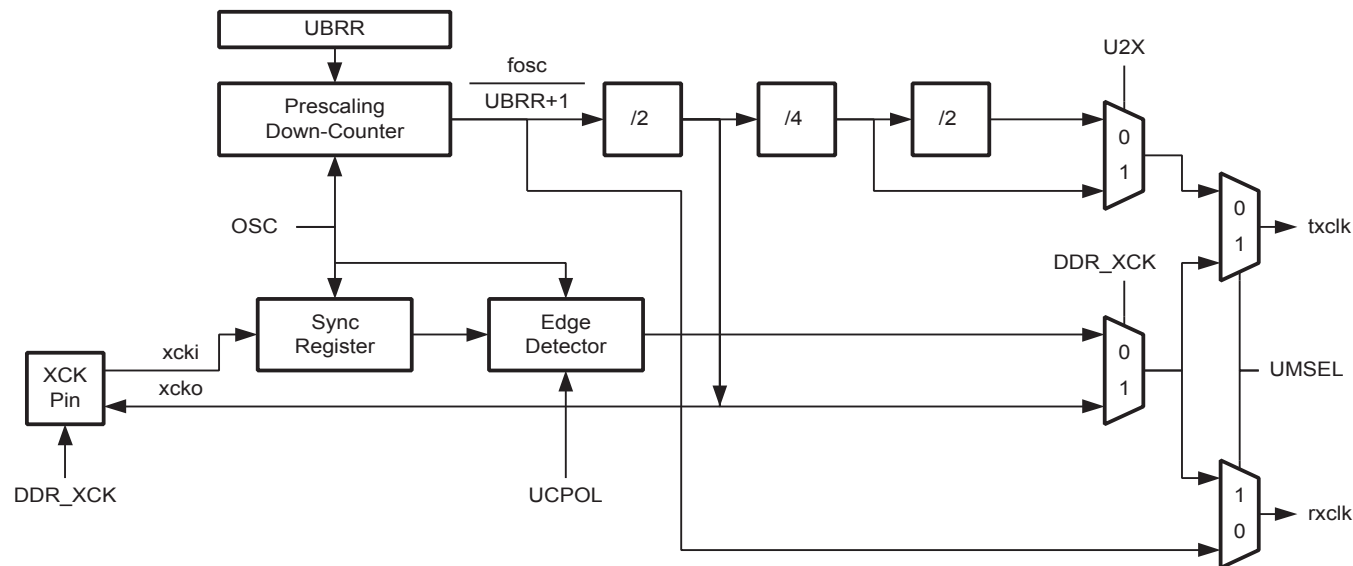 UBRR
U2X
fosc
UBRR+1
Prescaling
Down-Counter
/2
/4
/2
0
1
OSC
0
1
txclk
DDR_XCK
Sync
Register
Edge
Detector
xcki
XCK
Pin
xcko
0
1
UMSEL
DDR_XCK
UCPOL
1
0
rxclk